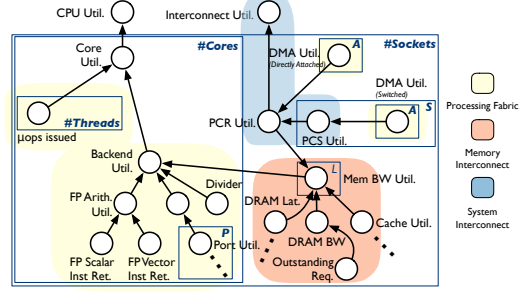 CPU Util.
Interconnect Util.
#Cores
#Sockets
Core
Util.
DMA Util.
(Directly Attached)
A
DMA Util.
(Switched)
A
S
Processing Fabric
μops issued
#Threads
PCR Util.
PCS Util.
Memory
Interconnect
Backend
Util.
L
Mem BW Util.
System
Interconnect
FP Arith.
Util.
Divider
DRAM Lat.
Cache Util.
P
Port Util.
DRAM BW
FP Scalar
Inst Ret.
FP Vector
Inst Ret.
Outstanding
Req.